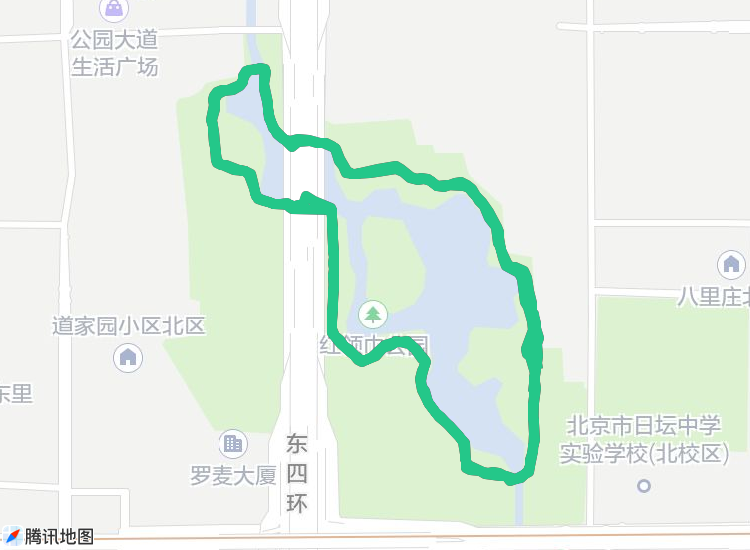 公园大道
生活广场
八里庄北
道家园小区北区
红领巾公园
东里
北京市日坛中学
实验学校(北校区)
东四环
罗麦大厦
腾讯地图